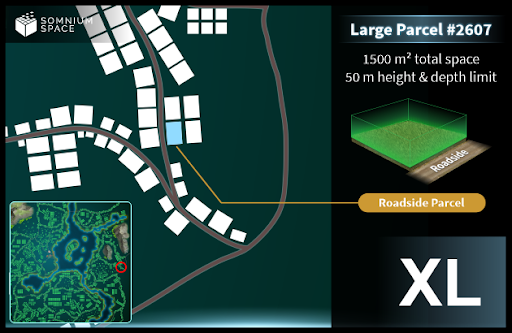 SOMNIUM
SPACE
Large Parcel #2607
1500 m² total space
50 m height & depth limit
Roadside
Roadside Parcel
XL